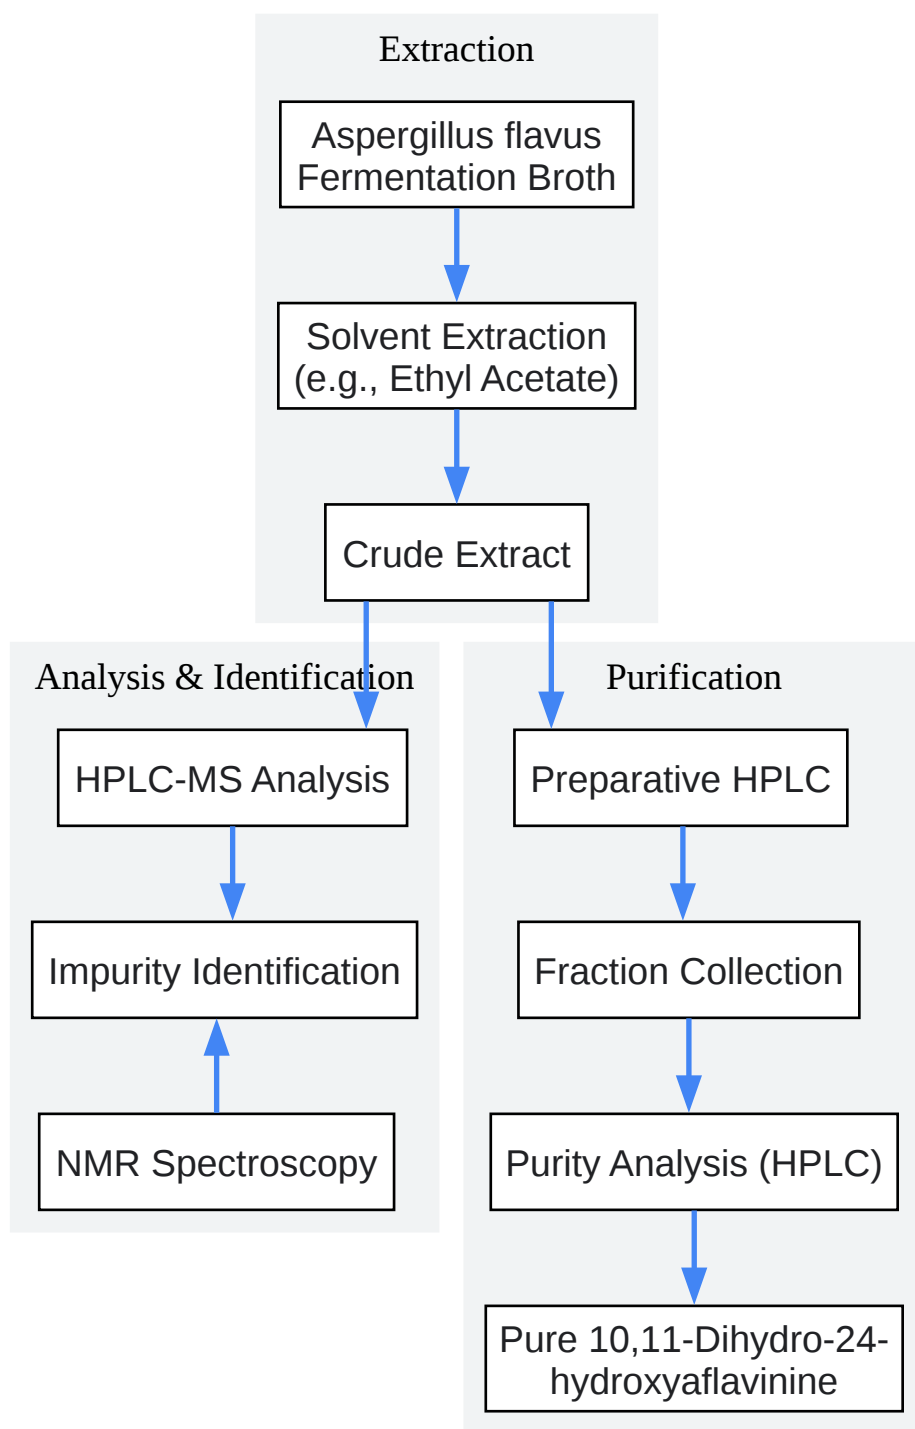 Extraction
Aspergillus flavus
Fermentation Broth
Solvent Extraction
(e.g., Ethyl Acetate)
Crude Extract
Analysis & Identification
HPLC-MS Analysis
Impurity Identification
NMR Spectroscopy
Purification
Preparative HPLC
Fraction Collection
Purity Analysis (HPLC)
Pure 10,11-Dihydro-24-
hydroxyaflavinine